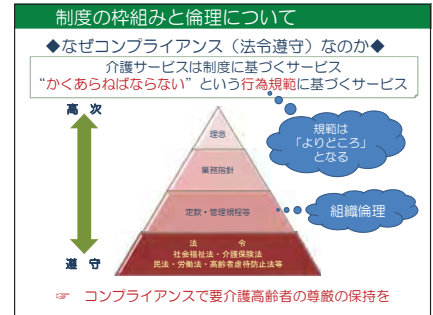 制度の枠組みと倫理について
◆なぜコンプライアンス（法令遵守）なのか◆
介護サービスは制度に基づくサービス
“かくあらねばならない”という行為規範に基づくサービス
高　次
理念
規範は
「よりどころ」
となる
業務指針
定款・管理規程等
組織倫理
法　　令
社会福祉法・介護保険法
民法・労働法・高齢者虐待防止法等
遵　守
☞ コンプライアンスで要介護高齢者の尊厳の保持を